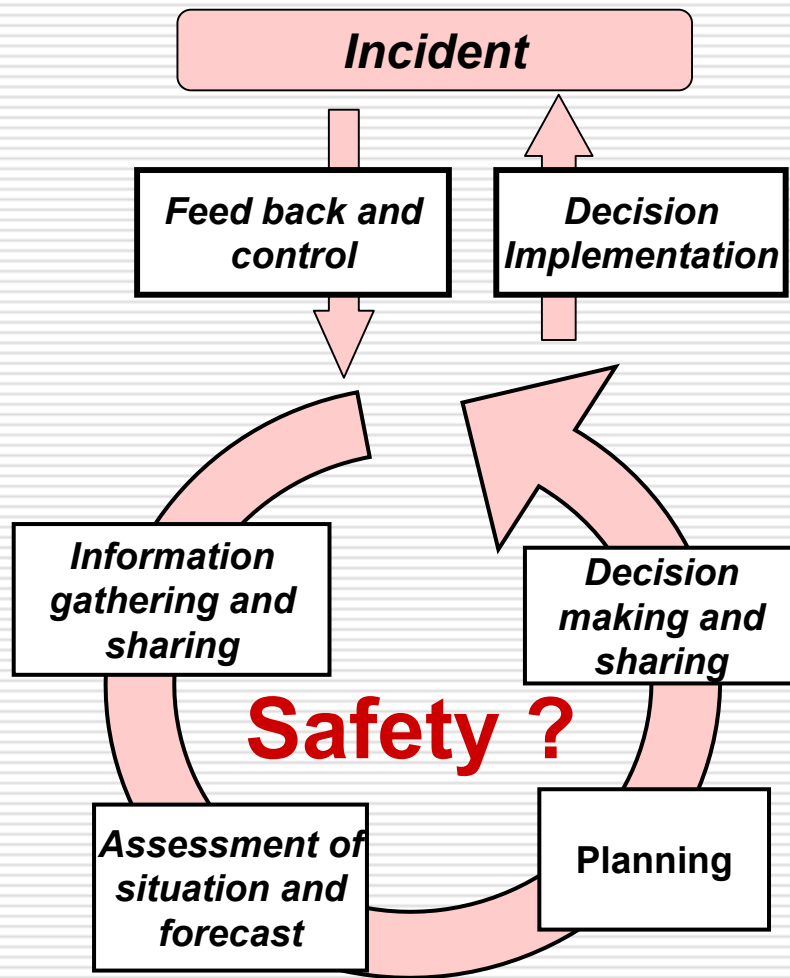 Incident
Feed back and
control
Decision
Implementation
Information
gathering and
sharing
Decision
making and
sharing
Safety ?
Assessment of
situation and
forecast
Planning